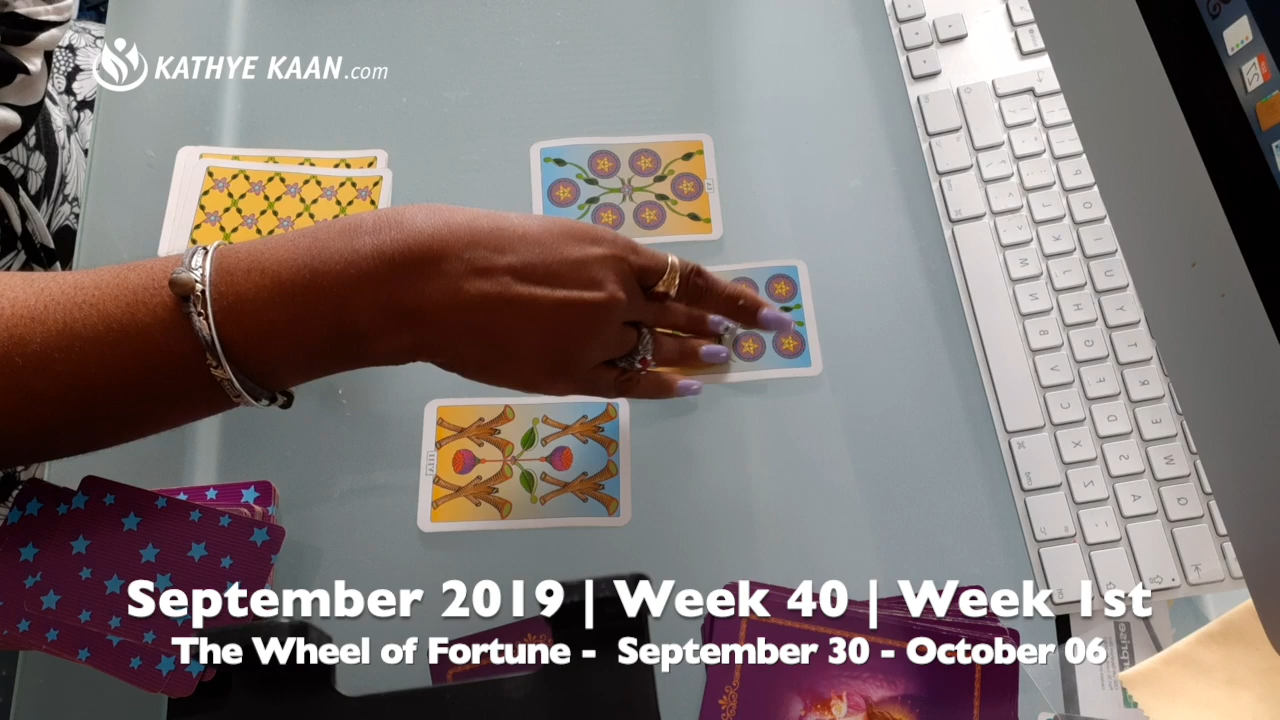 KATHYE KAAN.com
September 2019 | Week 40 | Week 1st
The Wheel of Fortune - September 30 - October 06